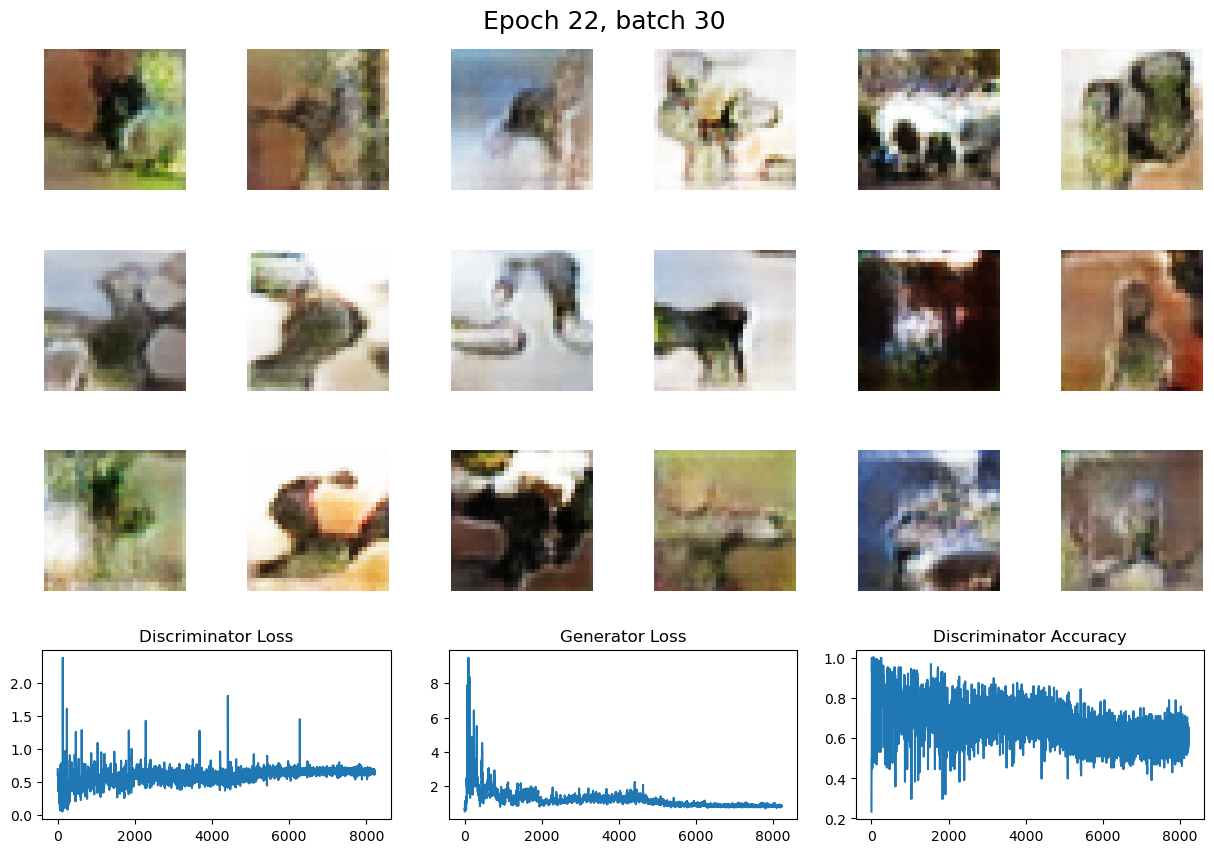 Epoch 22, batch 30
Discriminator Loss
Generator Loss
Discriminator Accuracy
2.0
1.5
1.0
0.5
0.0
0 2000 4000 6000 8000
8
6
4
2
0 2000 4000 6000 8000
1.0
0.8
0.6
0.4
0.2
0 2000 4000 6000 8000